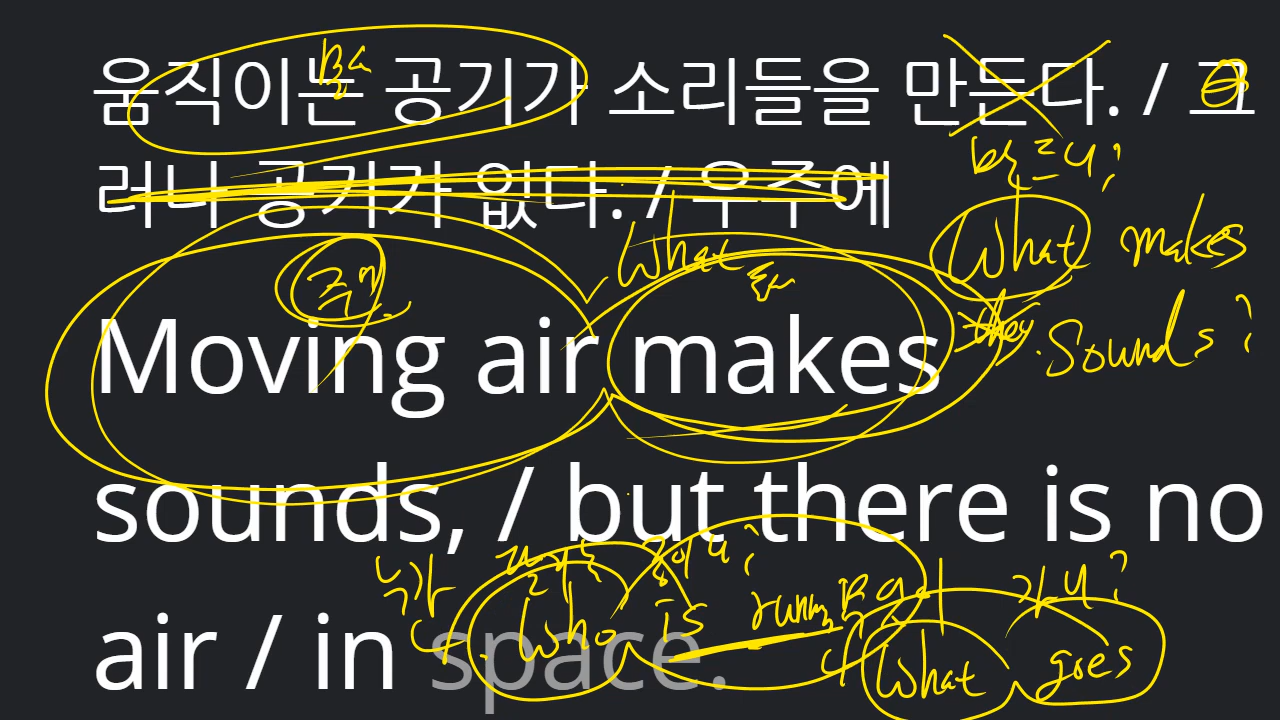 움직이는 공기가 소리들을 만든다. / 그
러나 공기가 없다. / 우주에
What makes
What
they Sounds?
Moving air makes
sounds, / but there is no
누가
Who is
air / in space.
What goes